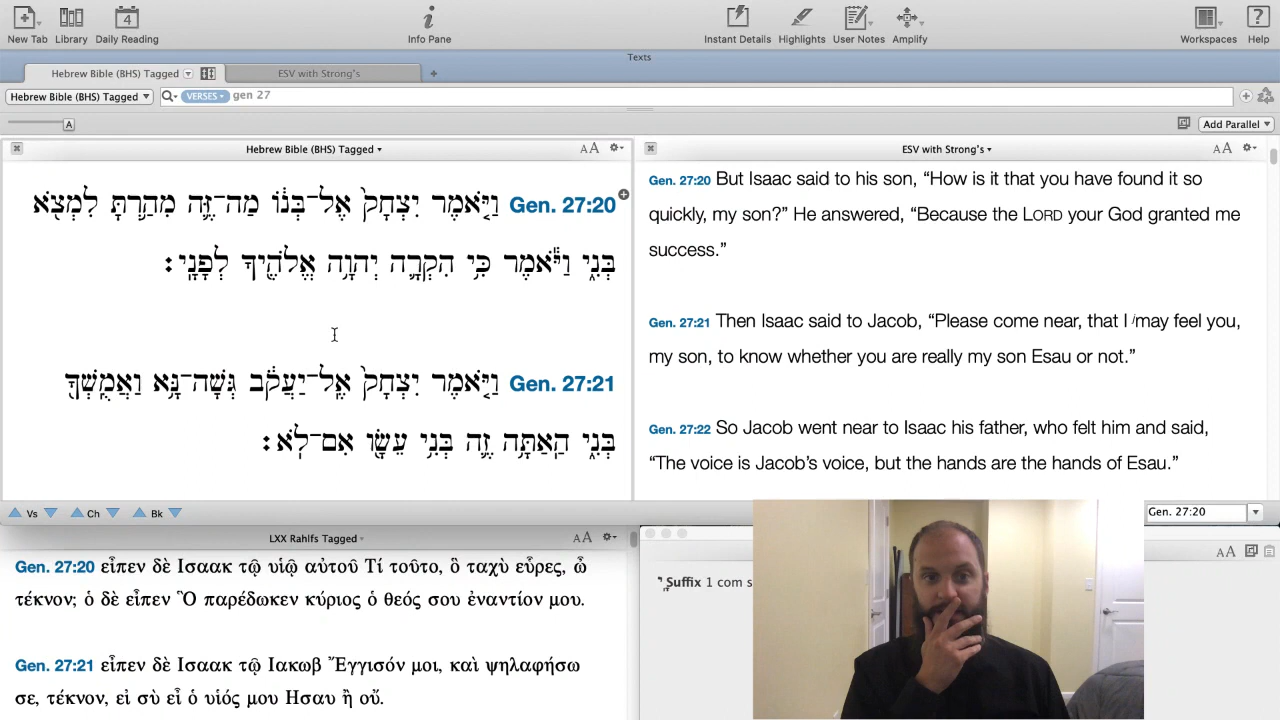 New Tab Library Daily Reading Info Pane Instant Details Highlights User Notes Amplify Workspaces Help
4
Texts
Hebrew Bible (BHS) Tagged ESV with Strong's +
Hebrew Bible (BHS) Tagged VERSES gen 27
A Add Parallel
Hebrew Bible (BHS) Tagged AA
Gen. 27:20 וַיֹּ֤אמֶר יִצְחָק֙ אֶל־בְּנ֔וֹ מַה־זֶּ֛ה מִהַ֥רְתָּ לִמְצֹ֖א
בְּנִ֑י וַיֹּ֕אמֶר כִּ֥י הִקְרָ֛ה יְהוָ֥ה אֱלֹהֶ֖יךָ לְפָנָֽי׃
Gen. 27:21 וַיֹּ֤אמֶר יִצְחָק֙ אֶֽל־יַעֲקֹ֔ב גְּשָׁה־נָּ֥א וַאֲמֻֽשְׁךָ֖
בְּנִ֑י הַֽאַתָּ֥ה זֶ֛ה בְּנִ֥י עֵשָׂ֖ו אִם־לֹֽא׃
Vs Ch Bk
ESV with Strong's AA
Gen. 27:20 But Isaac said to his son, “How is it that you have found it so
quickly, my son?” He answered, “Because the LORD your God granted me
success.”
Gen. 27:21 Then Isaac said to Jacob, “Please come near, that I may feel you,
my son, to know whether you are really my son Esau or not.”
Gen. 27:22 So Jacob went near to Isaac his father, who felt him and said,
“The voice is Jacob’s voice, but the hands are the hands of Esau.”
Gen. 27:20
LXX Rahlfs Tagged AA
Gen. 27:20 εἶπεν δὲ Ισαακ τῷ υἱῷ αὐτοῦ Τί τοῦτο, ὃ ταχὺ εὗρες, ὦ
τέκνον; ὁ δὲ εἶπεν Ὃ παρέδωκεν κύριος ὁ θεός σου ἐναντίον μου.
Gen. 27:21 εἶπεν δὲ Ισαακ τῷ Ιακωβ Ἔγγισόν μοι, καὶ ψηλαφήσω
σε, τέκνον, εἰ σὺ εἶ ὁ υἱός μου Ησαυ ἢ οὔ.
AA
Suffix 1 com s